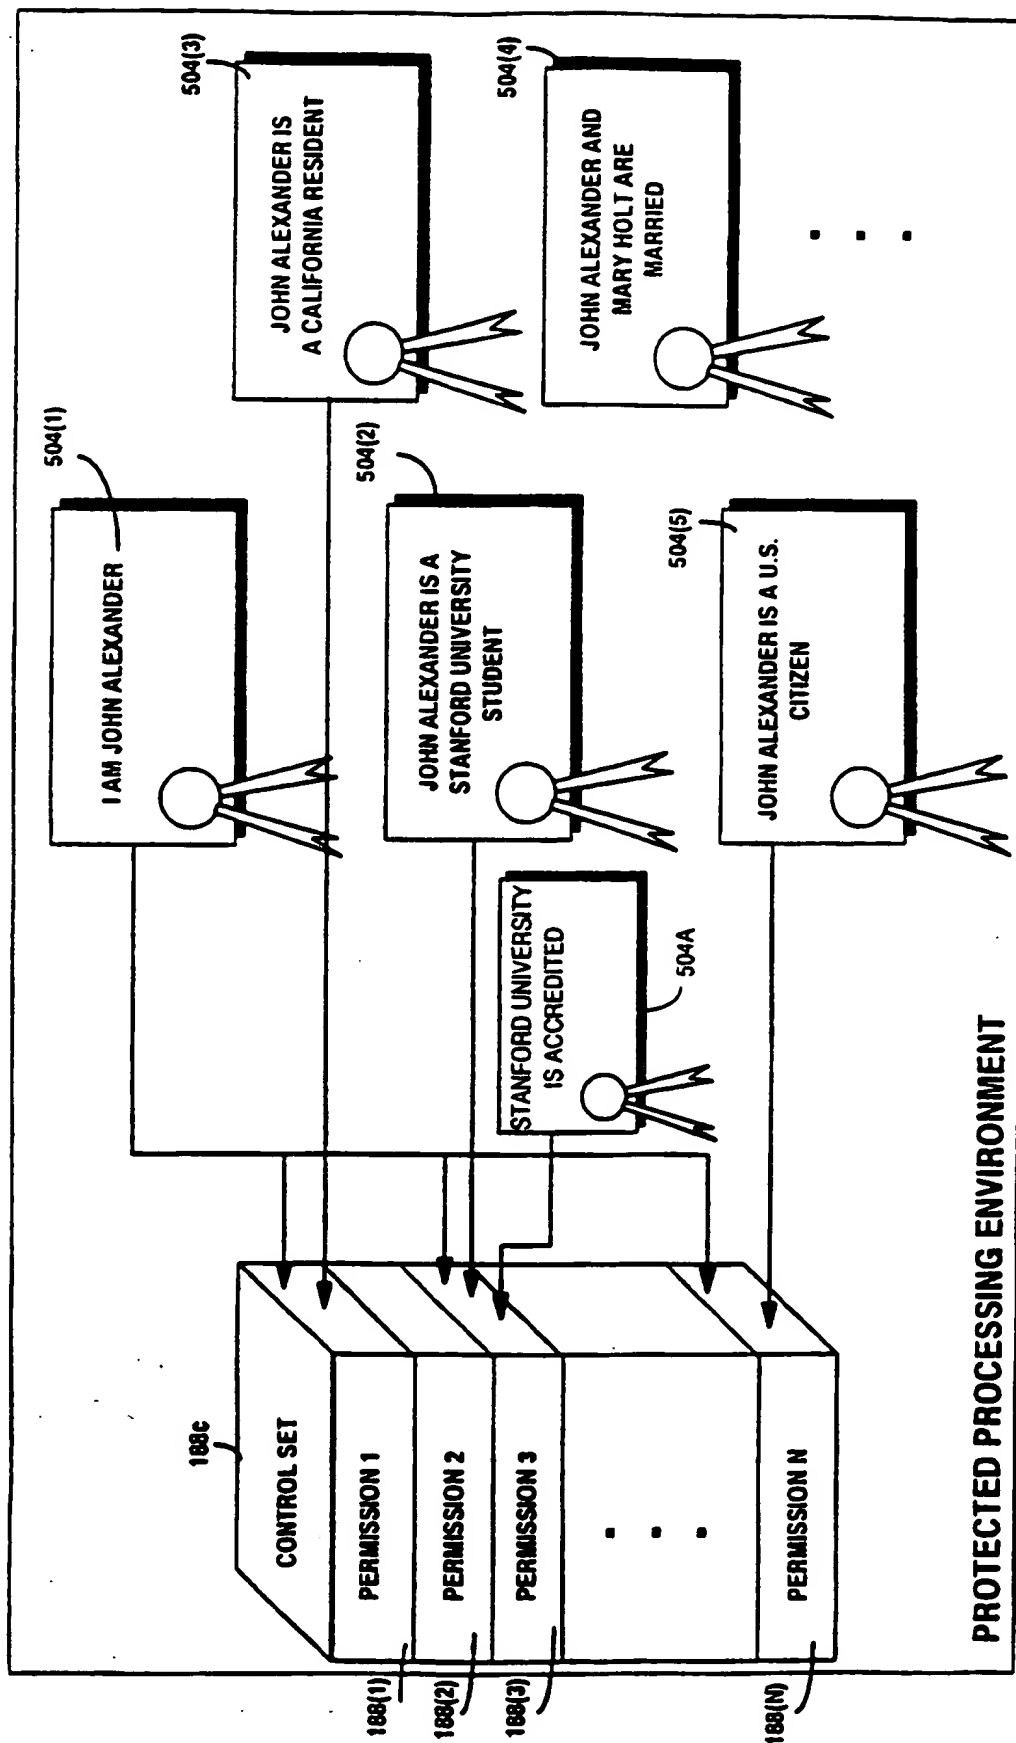 188c
CONTROL SET
PERMISSION 1
PERMISSION 2
PERMISSION 3
PERMISSION N
188(1)
188(2)
188(3)
188(N)
I AM JOHN ALEXANDER
504(1)
JOHN ALEXANDER IS
A CALIFORNIA RESIDENT
504(3)
JOHN ALEXANDER IS A
STANFORD UNIVERSITY
STUDENT
504(2)
JOHN ALEXANDER AND
MARY HOLT ARE
MARRIED
504(4)
STANFORD UNIVERSITY
IS ACCREDITED
504A
JOHN ALEXANDER IS A U.S.
CITIZEN
504(5)
PROTECTED PROCESSING ENVIRONMENT